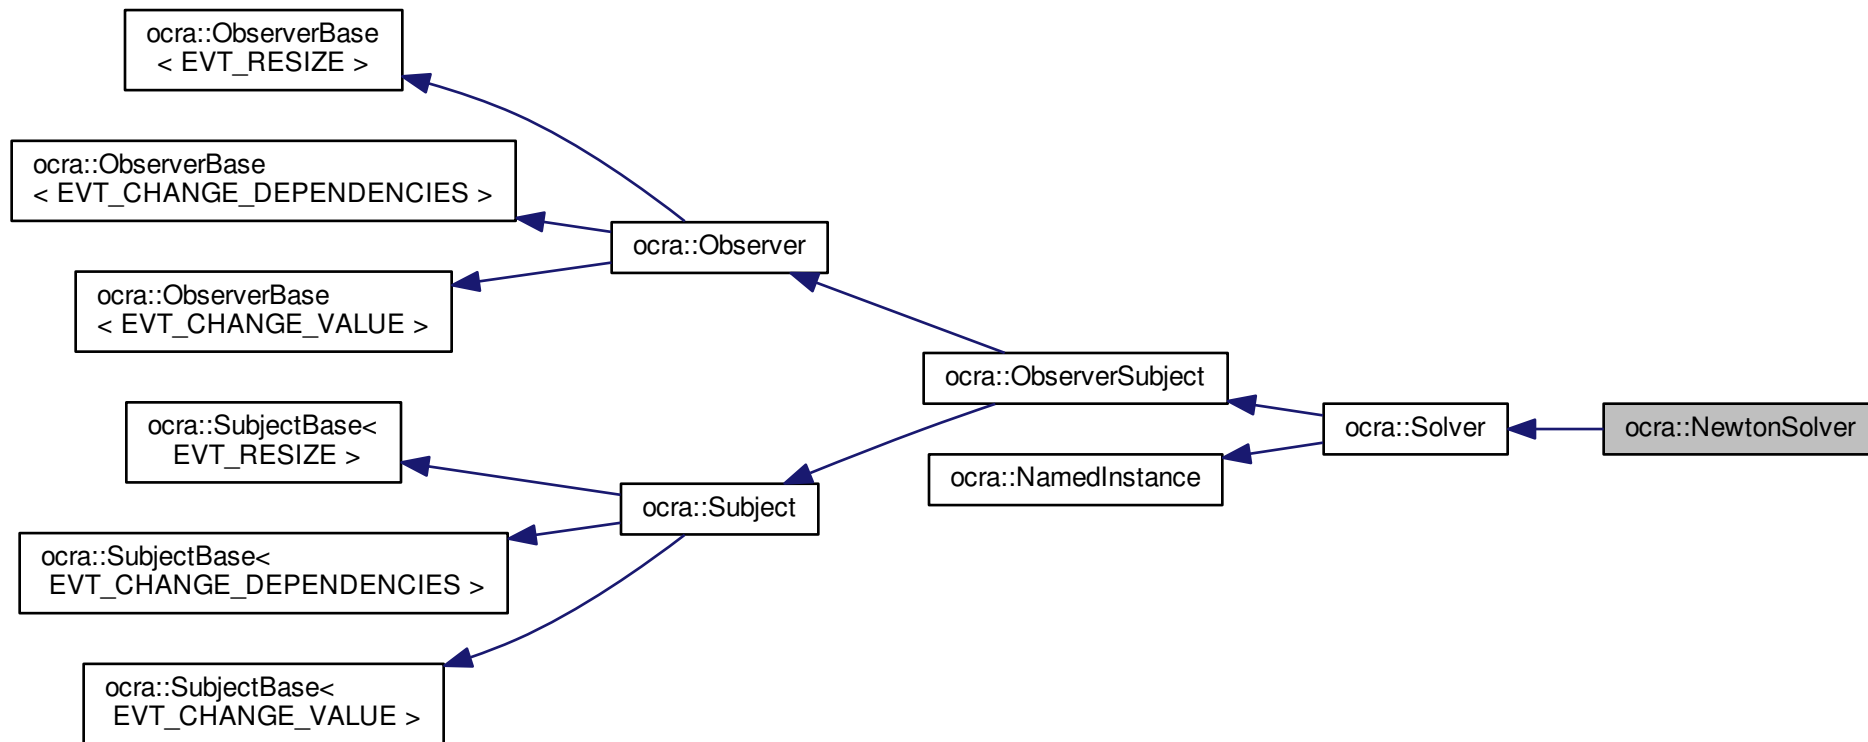 ocra::ObserverBase
< EVT_RESIZE >
ocra::ObserverBase
< EVT_CHANGE_DEPENDENCIES >
ocra::Observer
ocra::ObserverBase
< EVT_CHANGE_VALUE >
ocra::ObserverSubject
ocra::Solver
ocra::NewtonSolver
ocra::NamedInstance
ocra::SubjectBase<
EVT_RESIZE >
ocra::Subject
ocra::SubjectBase<
EVT_CHANGE_DEPENDENCIES >
ocra::SubjectBase<
EVT_CHANGE_VALUE >